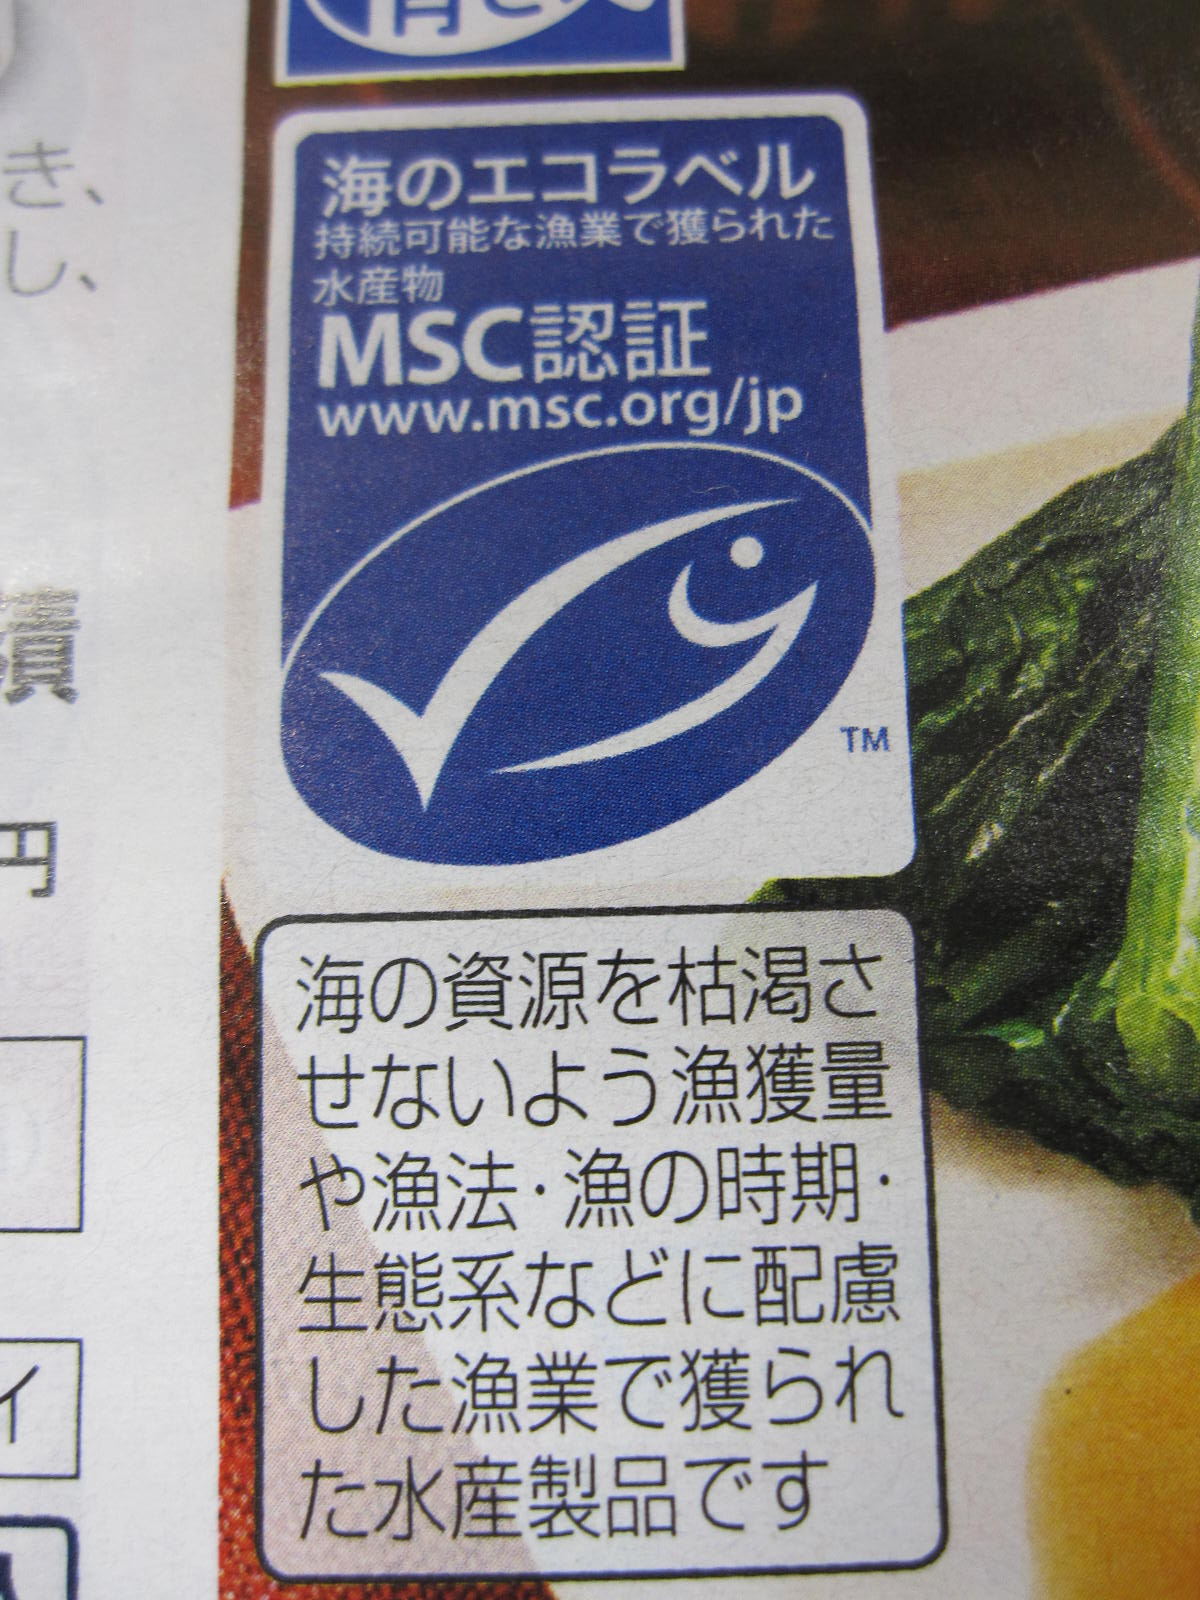 海のエコラベル
持続可能な漁業で獲られた
水産物
MSC認証
www.msc.org/jp
TM
海の資源を枯渇さ
せないよう漁獲量
や漁法・漁の時期・
生態系などに配慮
した漁業で獲られ
た水産製品です
き、
し、
積
円
イ